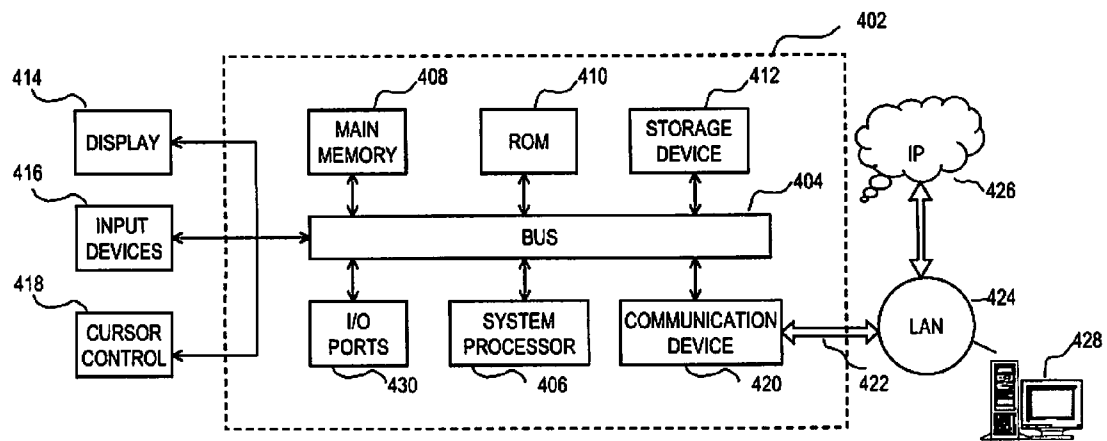 402
414
408
410
412
DISPLAY
MAIN
MEMORY
ROM
STORAGE
DEVICE
IP
416
404
426
INPUT
DEVICES
BUS
418
424
CURSOR
CONTROL
I/O
PORTS
SYSTEM
PROCESSOR
COMMUNICATION
DEVICE
LAN
430
406
420
422
428